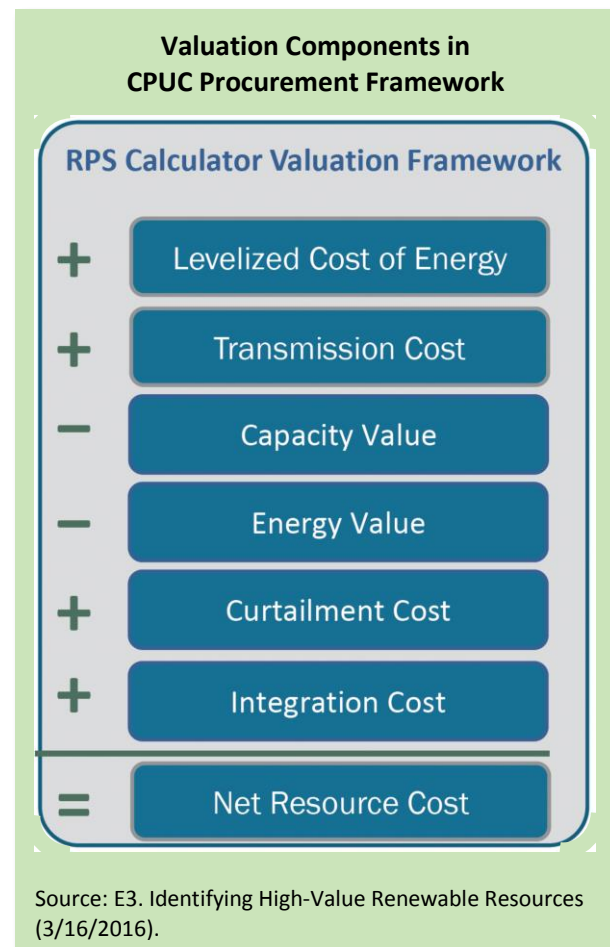 Valuation Components in
CPUC Procurement Framework
RPS Calculator Valuation Framework
+ Levelized Cost of Energy
+ Transmission Cost
− Capacity Value
− Energy Value
+ Curtailment Cost
+ Integration Cost
= Net Resource Cost
Source: E3. Identifying High-Value Renewable Resources
(3/16/2016).